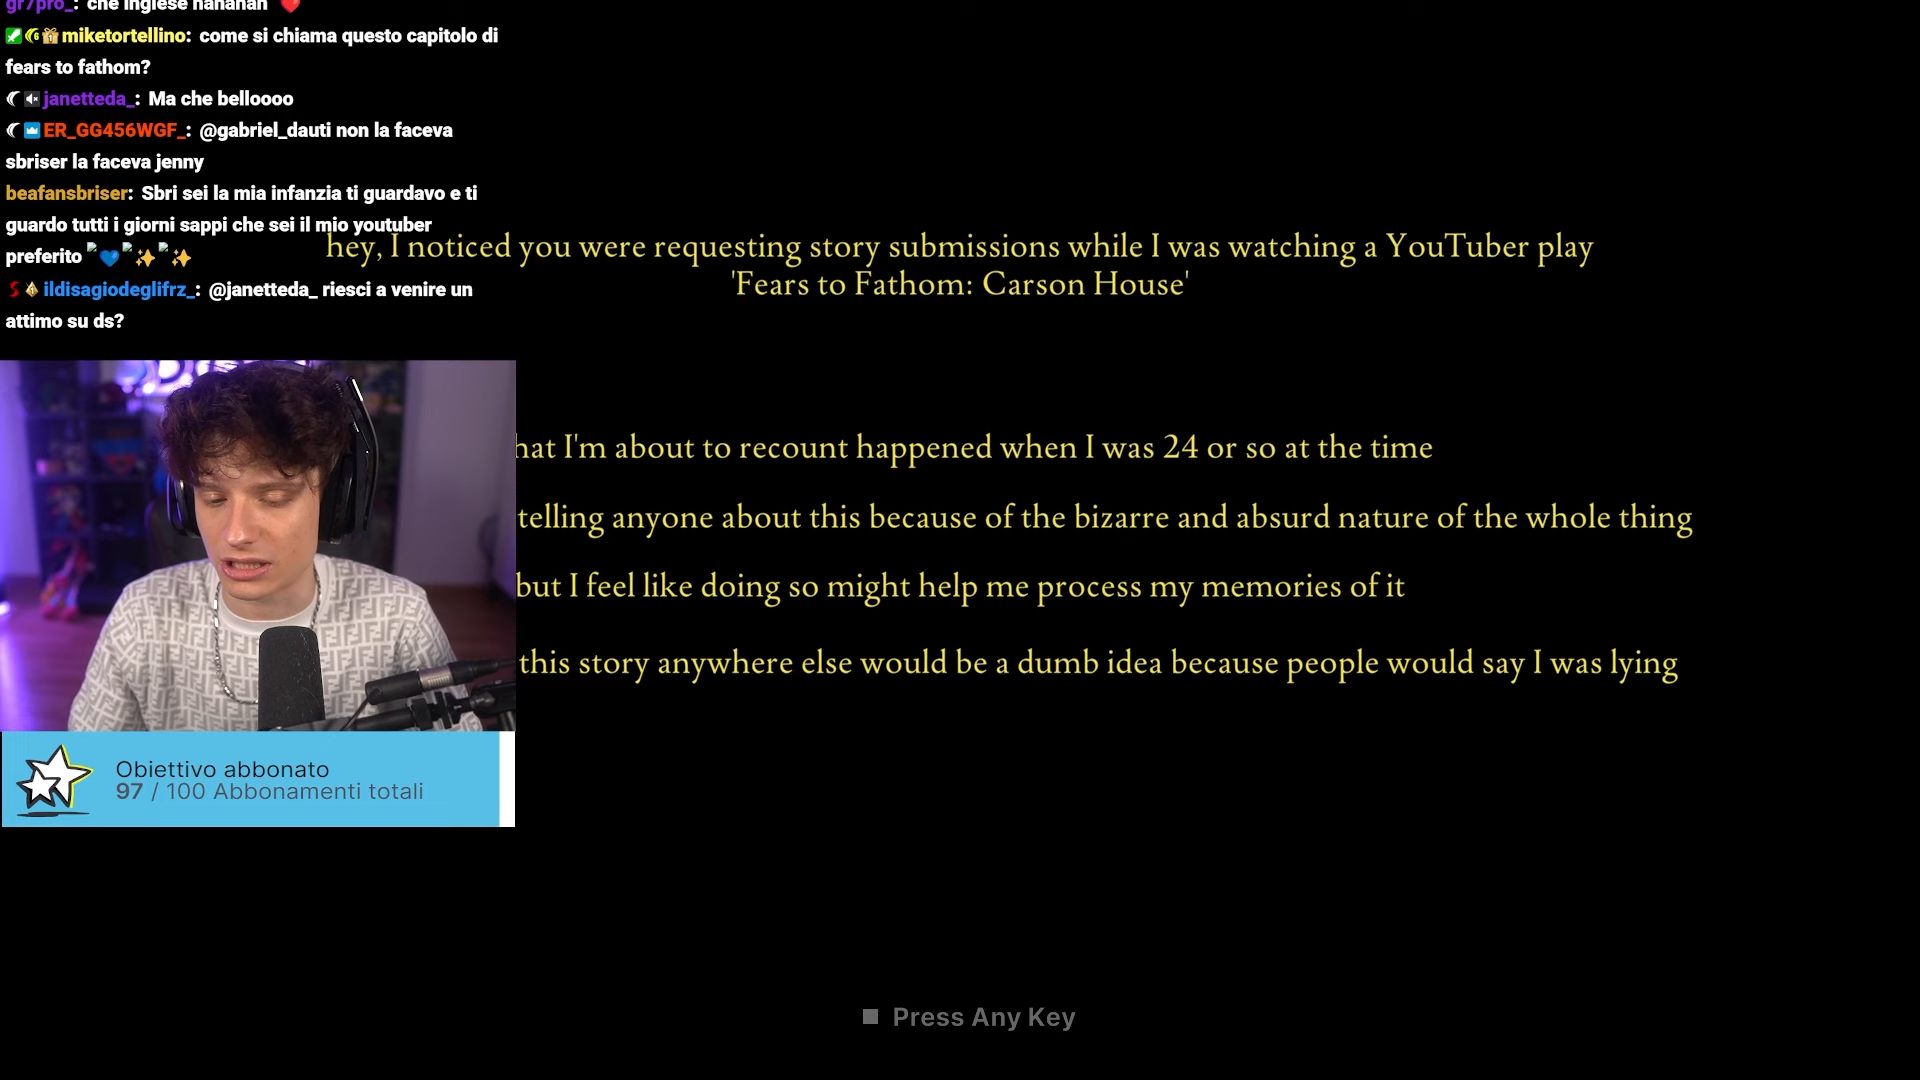 gr7pro_: che inglese hahahah
miketortellino: come si chiama questo capitolo di
fears to fathom?
janetteda_: Ma che belloooo
ER_GG456WGF_: @gabriel_dauti non la faceva
sbriser la faceva jenny
beafansbriser: Sbri sei la mia infanzia ti guardavo e ti
guardo tutti i giorni sappi che sei il mio youtuber
preferito
ildisagiodeglifrz_: @janetteda_ riesci a venire un
attimo su ds?
hey, I noticed you were requesting story submissions while I was watching a YouTuber play
'Fears to Fathom: Carson House'
hat I'm about to recount happened when I was 24 or so at the time
telling anyone about this because of the bizarre and absurd nature of the whole thing
but I feel like doing so might help me process my memories of it
this story anywhere else would be a dumb idea because people would say I was lying
Obiettivo abbonato
97 / 100 Abbonamenti totali
Press Any Key